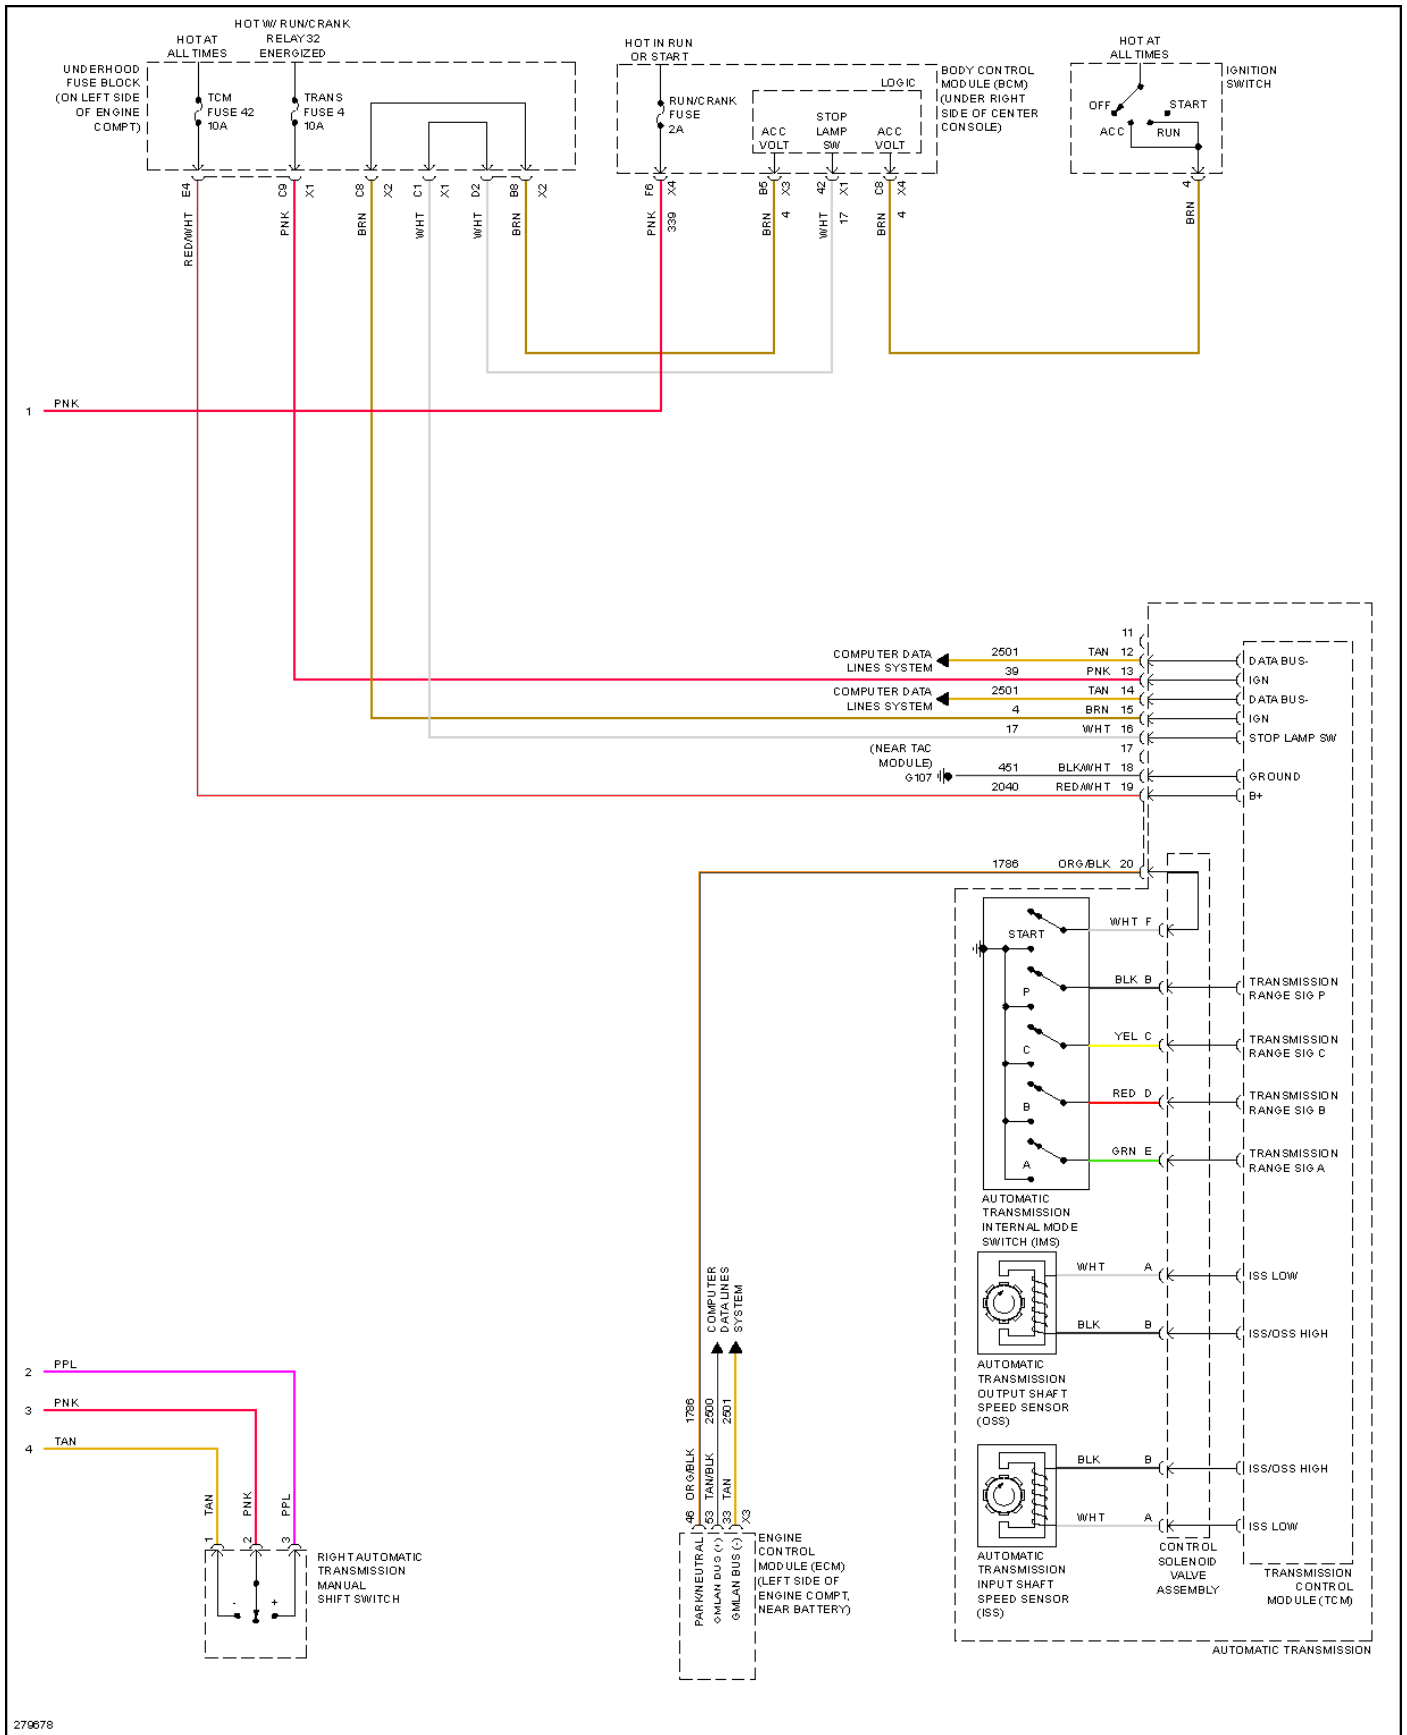 HOT AT
ALL TIMES
HOT W/ RUN/CRANK
RELAY 32
ENERGIZED
HOT IN RUN
OR START
HOT AT
ALL TIMES
UNDERHOOD
FUSE BLOCK
(ON LEFT SIDE
OF ENGINE
COMPT)
TCM
FUSE 42
10A
TRANS
FUSE 4
10A
RUN/CRANK
FUSE
2A
LOGIC
ACC
VOLT
STOP
LAMP
SW
ACC
VOLT
BODY CONTROL
MODULE (BCM)
(UNDER RIGHT
SIDE OF CENTER
CONSOLE)
OFF
START
ACC
RUN
IGNITION
SWITCH
E4
C9
X1
C8
X2
C1
X1
D2
B8
X2
F6
X4
B5
X3
42
X1
C8
X4
4
RED/WHT
PNK
BRN
WHT
WHT
BRN
PNK
339
BRN
4
WHT
17
BRN
4
BRN
1 PNK
11
COMPUTER DATA
LINES SYSTEM
2501 TAN 12
DATA BUS-
39 PNK 13
IGN
COMPUTER DATA
LINES SYSTEM
2501 TAN 14
DATA BUS-
4 BRN 15
IGN
17 WHT 16
STOP LAMP SW
17
(NEAR TAC
MODULE)
G107
451 BLK/WHT 18
GROUND
2040 RED/WHT 19
B+
1786 ORG/BLK 20
START
WHT F
P
BLK B
TRANSMISSION
RANGE SIG P
C
YEL C
TRANSMISSION
RANGE SIG C
B
RED D
TRANSMISSION
RANGE SIG B
A
GRN E
TRANSMISSION
RANGE SIG A
AUTOMATIC
TRANSMISSION
INTERNAL MODE
SWITCH (IMS)
WHT A
ISS LOW
BLK B
ISS/OSS HIGH
AUTOMATIC
TRANSMISSION
OUTPUT SHAFT
SPEED SENSOR
(OSS)
BLK B
ISS/OSS HIGH
WHT A
ISS LOW
AUTOMATIC
TRANSMISSION
INPUT SHAFT
SPEED SENSOR
(ISS)
CONTROL
SOLENOID
VALVE
ASSEMBLY
TRANSMISSION
CONTROL
MODULE (TCM)
AUTOMATIC TRANSMISSION
COMPUTER
DATA LINES
SYSTEM
1786
2500
2501
ORG/BLK
TAN/BLK
TAN
46
53
33
X3
PARK/NEUTRAL
GMLAN BUS (+)
GMLAN BUS (-)
ENGINE
CONTROL
MODULE (ECM)
(LEFT SIDE OF
ENGINE COMPT,
NEAR BATTERY)
2 PPL
3 PNK
4 TAN
TAN
PNK
PPL
1
2
3
-
+
RIGHT AUTOMATIC
TRANSMISSION
MANUAL
SHIFT SWITCH
279678